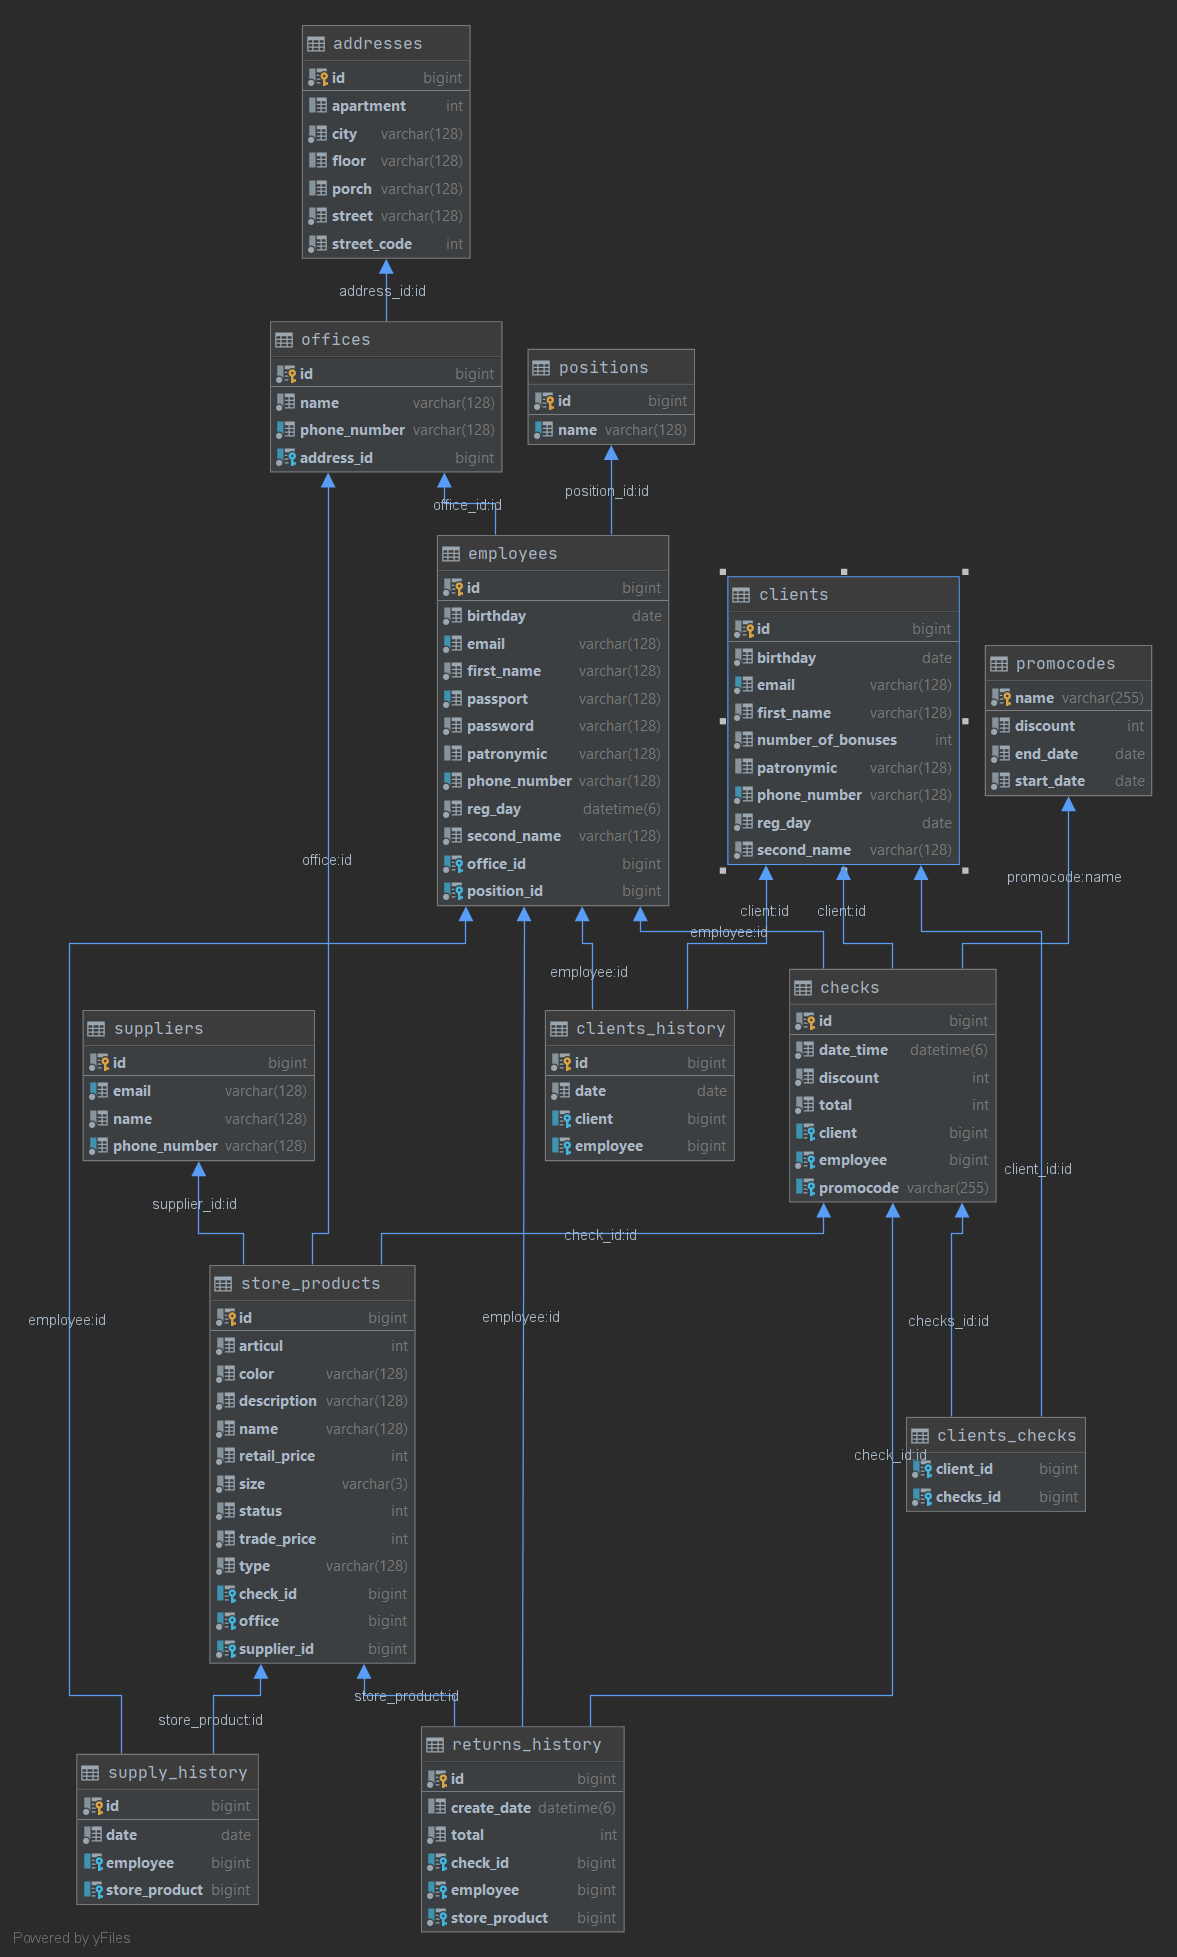 addresses
id bigint
apartment int
city varchar(128)
floor varchar(128)
porch varchar(128)
street varchar(128)
street_code int
address_id:id
offices
id bigint
name varchar(128)
phone_number varchar(128)
address_id bigint
positions
id bigint
name varchar(128)
office_id:id
position_id:id
employees
id bigint
birthday date
email varchar(128)
first_name varchar(128)
passport varchar(128)
password varchar(128)
patronymic varchar(128)
phone_number varchar(128)
reg_day datetime(6)
second_name varchar(128)
office_id bigint
position_id bigint
clients
id bigint
birthday date
email varchar(128)
first_name varchar(128)
number_of_bonuses int
patronymic varchar(128)
phone_number varchar(128)
reg_day date
second_name varchar(128)
promocodes
name varchar(255)
discount int
end_date date
start_date date
office:id
promocode:name
client:id
client:id
employee:id
employee:id
suppliers
id bigint
email varchar(128)
name varchar(128)
phone_number varchar(128)
clients_history
id bigint
date date
client bigint
employee bigint
checks
id bigint
date_time datetime(6)
discount int
total int
client bigint
employee bigint
promocode varchar(255)
client_id:id
supplier_id:id
check_id:id
employee:id
employee:id
checks_id:id
store_products
id bigint
articul int
color varchar(128)
description varchar(128)
name varchar(128)
retail_price int
size varchar(3)
status int
trade_price int
type varchar(128)
check_id bigint
office bigint
supplier_id bigint
check_id:id
clients_checks
client_id bigint
checks_id bigint
store_product:id
store_product:id
supply_history
id bigint
date date
employee bigint
store_product bigint
returns_history
id bigint
create_date datetime(6)
total int
check_id bigint
employee bigint
store_product bigint
Powered by yFiles